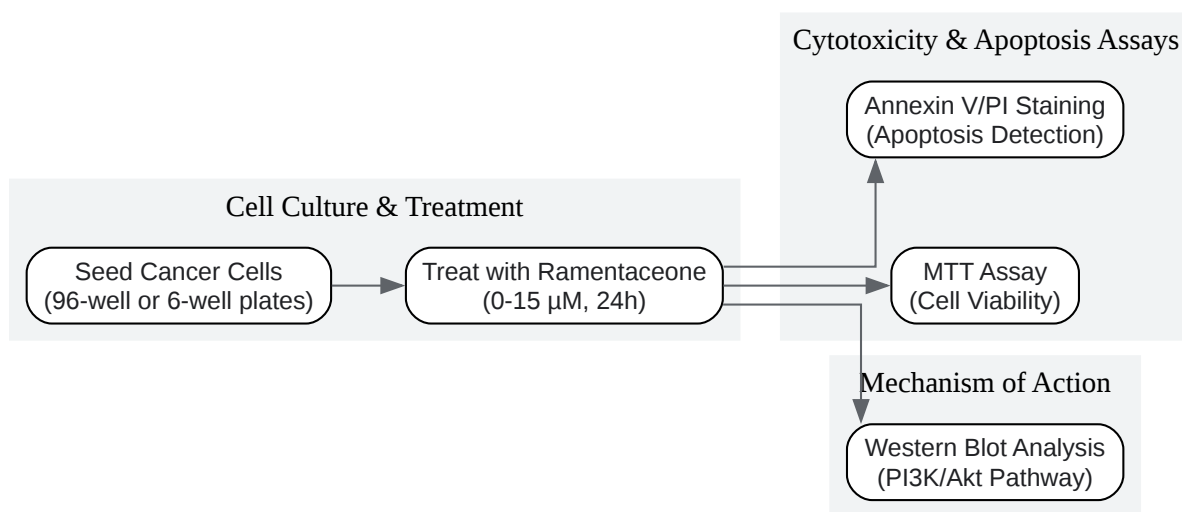 Cytotoxicity & Apoptosis Assays
Annexin V/PI Staining
(Apoptosis Detection)
Cell Culture & Treatment
Seed Cancer Cells
(96-well or 6-well plates)
Treat with Ramentaceone
(0-15 µM, 24h)
MTT Assay
(Cell Viability)
Mechanism of Action
Western Blot Analysis
(PI3K/Akt Pathway)